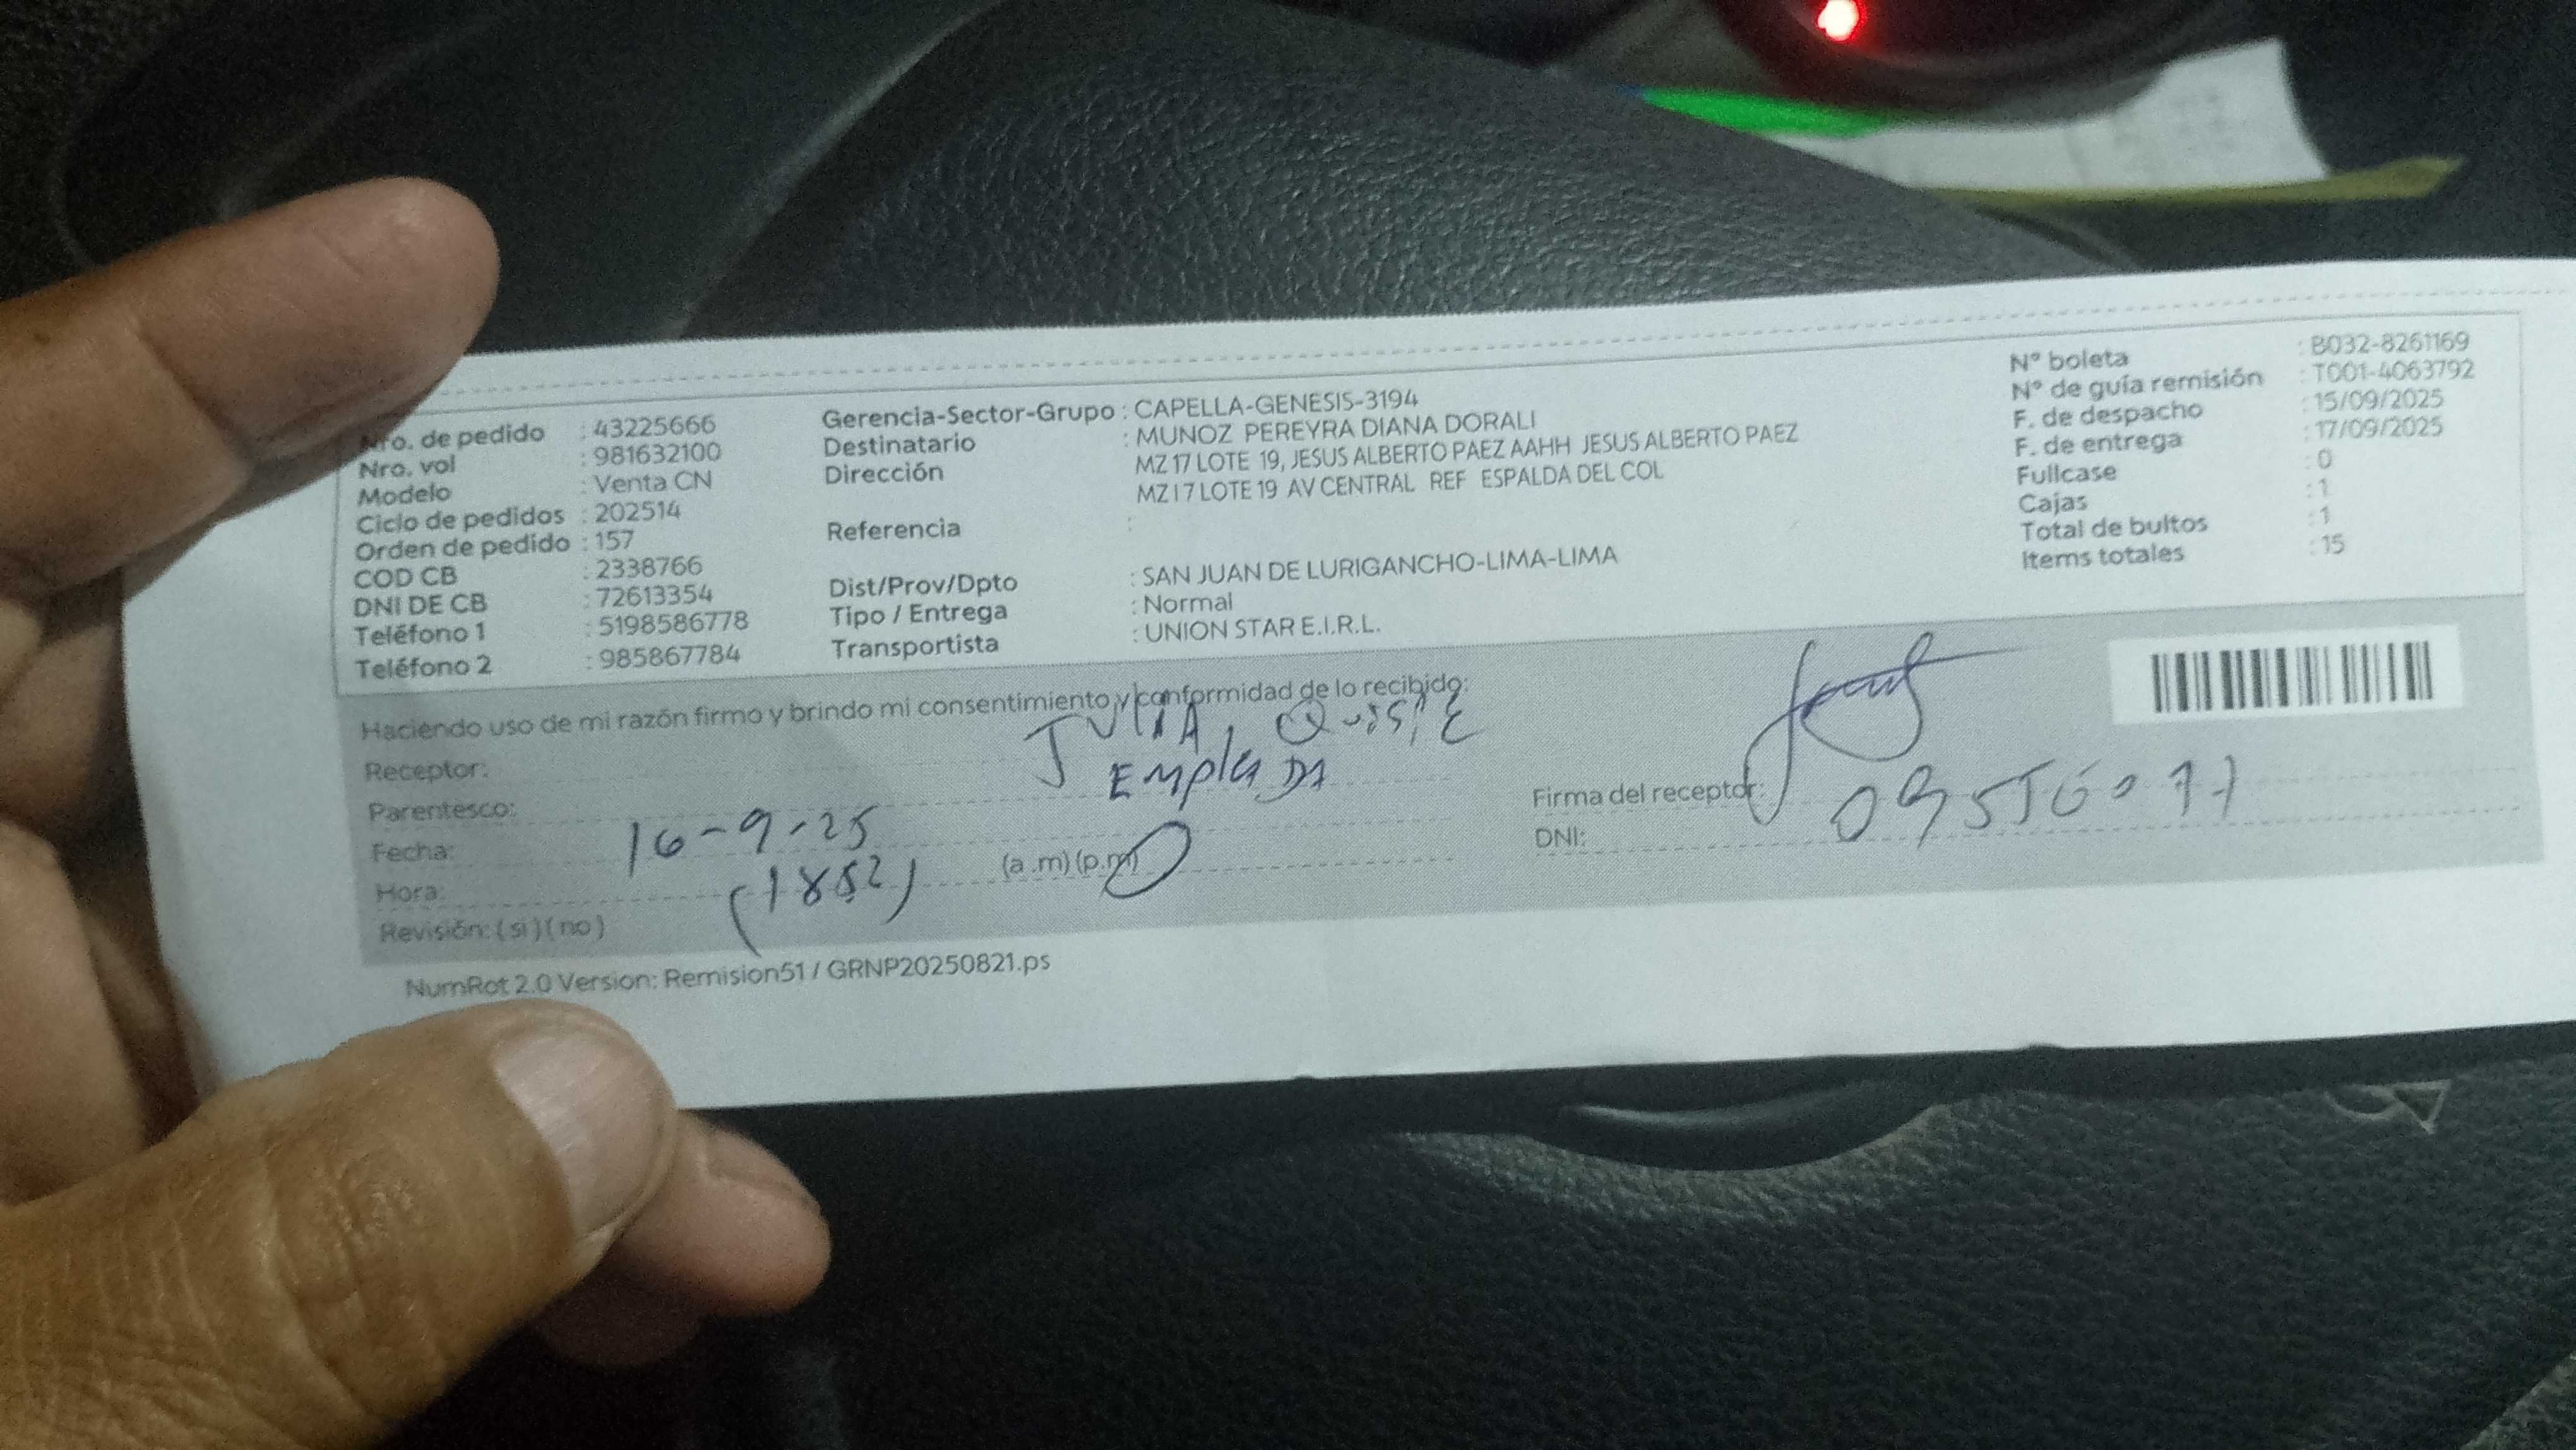 Nro. de pedido : 43225666
Nro. vol : 981632100
Modelo : Venta CN
Ciclo de pedidos : 202514
Orden de pedido : 157
COD CB : 2338766
DNI DE CB : 72613354
Teléfono 1 : 5198586778
Teléfono 2 : 985867784
Gerencia-Sector-Grupo : CAPELLA-GENESIS-3194
Destinatario : MUNOZ PEREYRA DIANA DORALI
Dirección MZ 17 LOTE 19, JESUS ALBERTO PAEZ AAHH JESUS ALBERTO PAEZ
MZ17 LOTE 19 AV CENTRAL REF ESPALDA DEL COL
Referencia :
Dist/Prov/Dpto : SAN JUAN DE LURIGANCHO-LIMA-LIMA
Tipo / Entrega : Normal
Transportista : UNION STAR E.I.R.L.
N° boleta : B032-8261169
N° de guía remisión : T001-4063792
F. de despacho : 15/09/2025
F. de entrega : 17/09/2025
Fullcase : 0
Cajas : 1
Total de bultos : 1
Items totales : 15
Haciendo uso de mi razón firmo y brindo mi consentimiento y conformidad de lo recibido:
Receptor: JULIA
Parentesco:
Fecha: 16-9-25
Hora: (1852) (a.m) (p.m)
Revisión: (si) (no)
Firma del receptor:
DNI:
NumRot 2.0 Version: Remision51 / GRNP20250821.ps